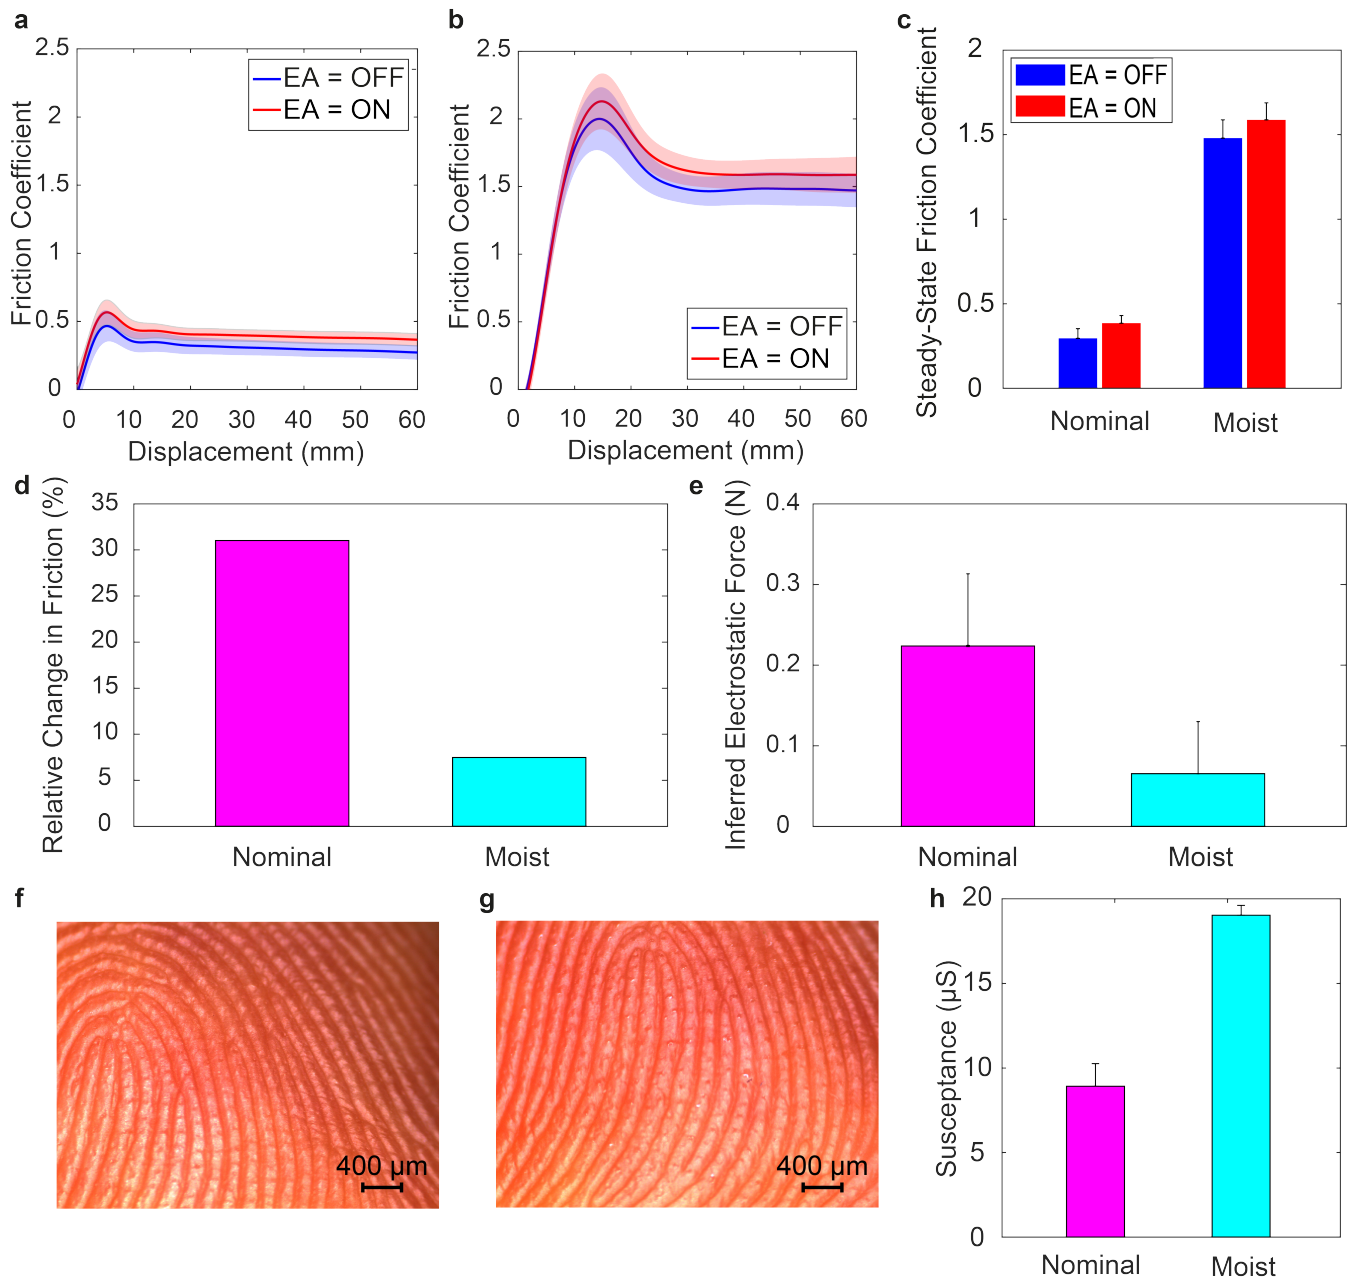 a
2.5
2
1.5
1
0.5
0
Friction Coefficient
EA = OFF
EA = ON
0 10 20 30 40 50 60
Displacement (mm)
b
2.5
2.0
1.5
1
0.5
0
Friction Coefficient
EA = OFF
EA = ON
0 10 20 30 40 50 60
Displacement (mm)
c
2
1.5
1
0.5
0
Steady-State Friction Coefficient
EA = OFF
EA = ON
Nominal Moist
d
35
30
25
20
15
10
5
0
Relative Change in Friction (%)
Nominal Moist
e
0.4
0.3
0.2
0.1
0
Inferred Electrostatic Force (N)
Nominal Moist
f
400 µm
g
400 µm
h
20
15
10
5
0
Susceptance (µS)
Nominal Moist